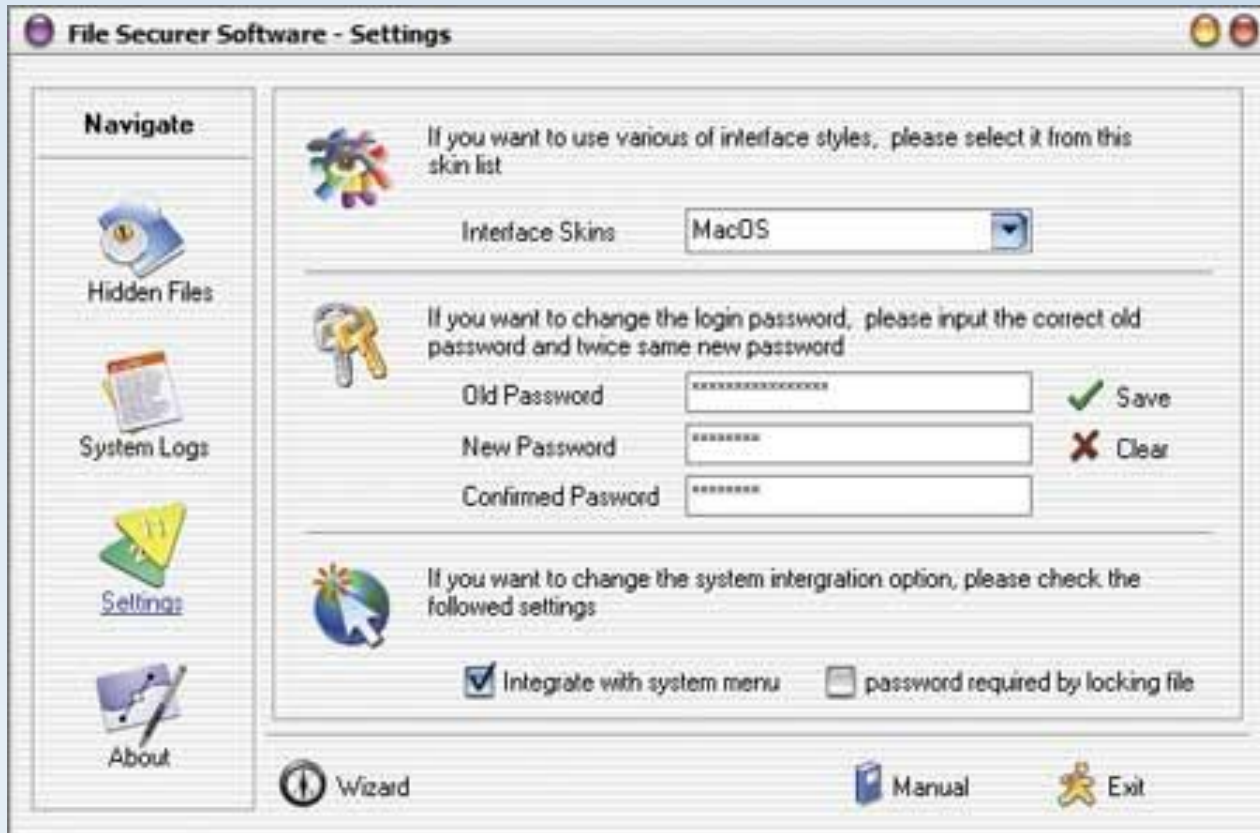 File Securer Software - Settings
Navigate
Hidden Files
System Logs
Settings
About
If you want to use various of interface styles, please select it from this
skin list
Interface Skins
MacOS
If you want to change the login password, please input the correct old
password and twice same new password
Old Password
****************
Save
New Password
********
Clear
Confirmed Pasword
********
If you want to change the system intergration option, please check the
followed settings
Integrate with system menu
password required by locking file
Wizard
Manual
Exit